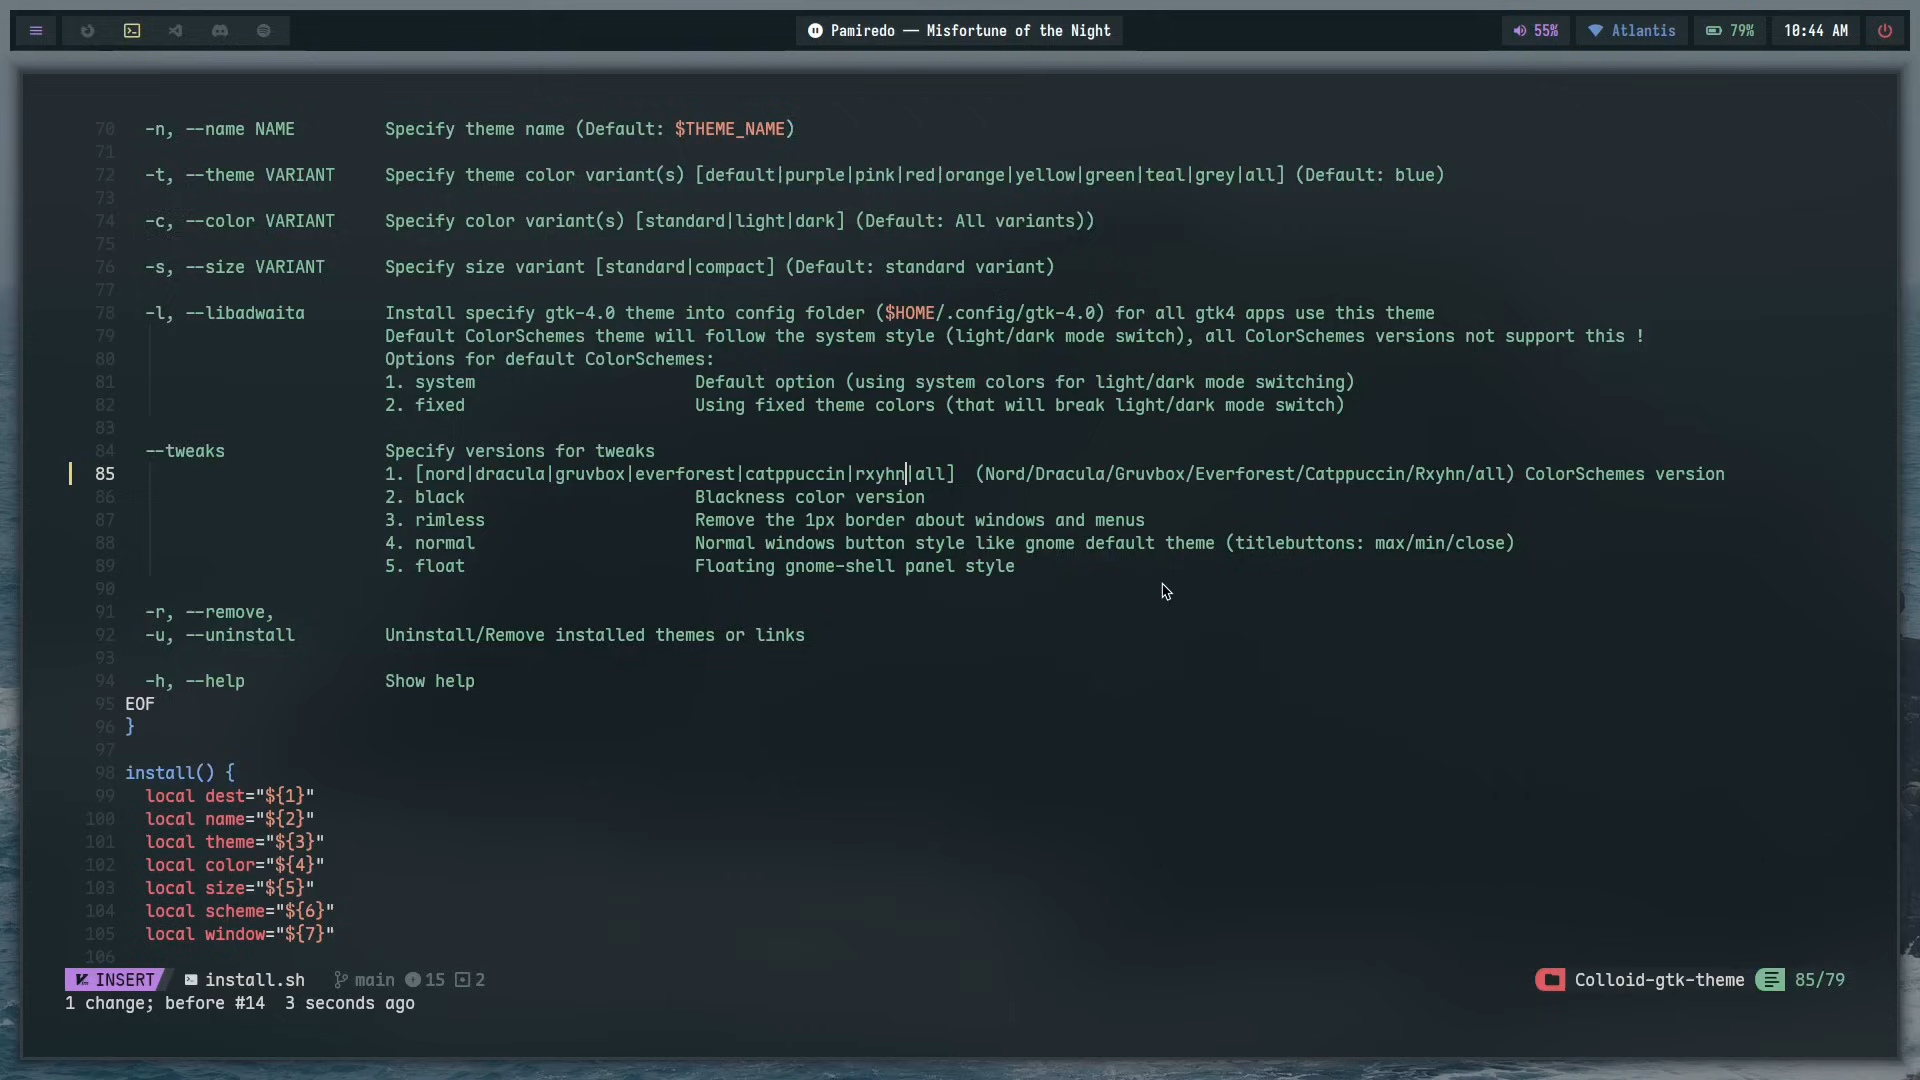 Pamiredo — Misfortune of the Night
55%
Atlantis
79%
10:44 AM
70 -n, --name NAME Specify theme name (Default: $THEME_NAME)
71
72 -t, --theme VARIANT Specify theme color variant(s) [default|purple|pink|red|orange|yellow|green|teal|grey|all] (Default: blue)
73
74 -c, --color VARIANT Specify color variant(s) [standard|light|dark] (Default: All variants))
75
76 -s, --size VARIANT Specify size variant [standard|compact] (Default: standard variant)
77
78 -l, --libadwaita Install specify gtk-4.0 theme into config folder ($HOME/.config/gtk-4.0) for all gtk4 apps use this theme
79 Default ColorSchemes theme will follow the system style (light/dark mode switch), all ColorSchemes versions not support this !
80 Options for default ColorSchemes:
81 1. system Default option (using system colors for light/dark mode switching)
82 2. fixed Using fixed theme colors (that will break light/dark mode switch)
83
84 --tweaks Specify versions for tweaks
85 1. [nord|dracula|gruvbox|everforest|catppuccin|rxyhn|all] (Nord/Dracula/Gruvbox/Everforest/Catppuccin/Rxyhn/all) ColorSchemes version
86 2. black Blackness color version
87 3. rimless Remove the 1px border about windows and menus
88 4. normal Normal windows button style like gnome default theme (titlebuttons: max/min/close)
89 5. float Floating gnome-shell panel style
90
91 -r, --remove,
92 -u, --uninstall Uninstall/Remove installed themes or links
93
94 -h, --help Show help
95 EOF
96 }
97
98 install() {
99 local dest="${1}"
100 local name="${2}"
101 local theme="${3}"
102 local color="${4}"
103 local size="${5}"
104 local scheme="${6}"
105 local window="${7}"
106
INSERT install.sh main 15 2 Colloid-gtk-theme 85/79
1 change; before #14 3 seconds ago